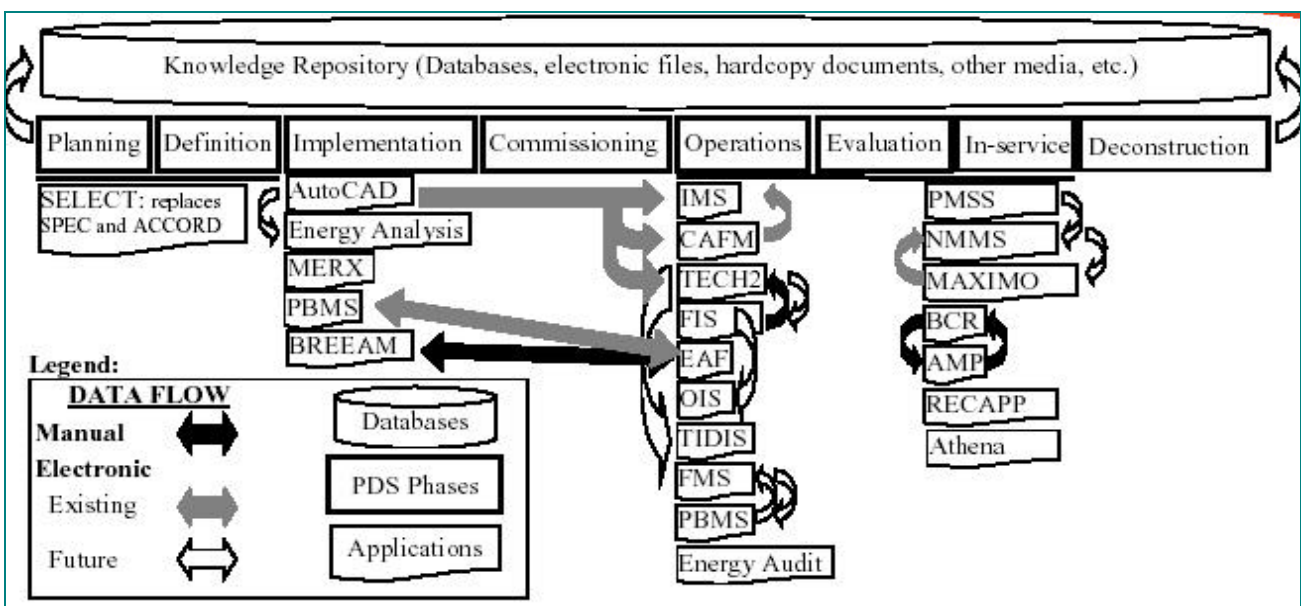 Knowledge Repository (Databases, electronic files, hardcopy documents, other media, etc.)
Planning Definition Implementation Commissioning Operations Evaluation In-service Deconstruction
SELECT: replaces
SPEC and ACCORD
AutoCAD
Energy Analysis
MERX
PBMS
BREEAM
IMS
CAFM
TECH2
FIS
EAF
OIS
TIDIS
FMS
PBMS
Energy Audit
PMSS
NMMS
MAXIMO
BCR
AMP
RECAPP
Athena
Legend:
DATA FLOW
Manual
Electronic
Existing
Future
Databases
PDS Phases
Applications